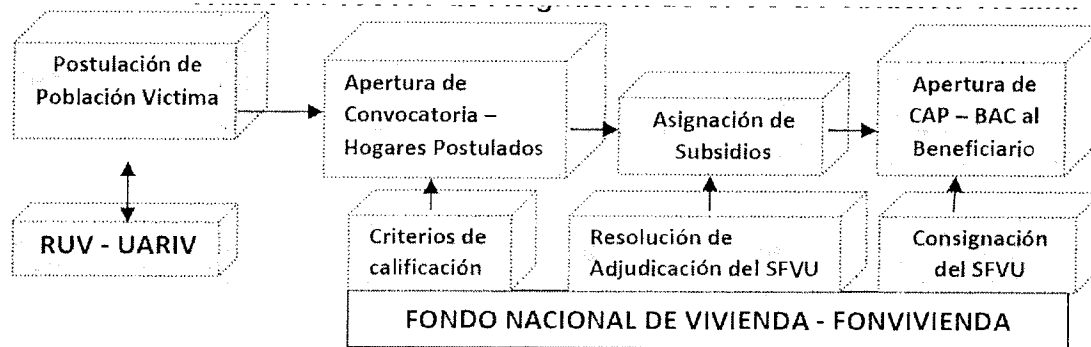 Postulación de
Población Victima
Apertura de
Convocatoria –
Hogares Postulados
Asignación de
Subsidios
Apertura de
CAP – BAC al
Beneficiario
RUV - UARIV
Criterios de
calificación
Resolución de
Adjudicación del SFVU
Consignación
del SFVU
FONDO NACIONAL DE VIVIENDA - FONVIVIENDA